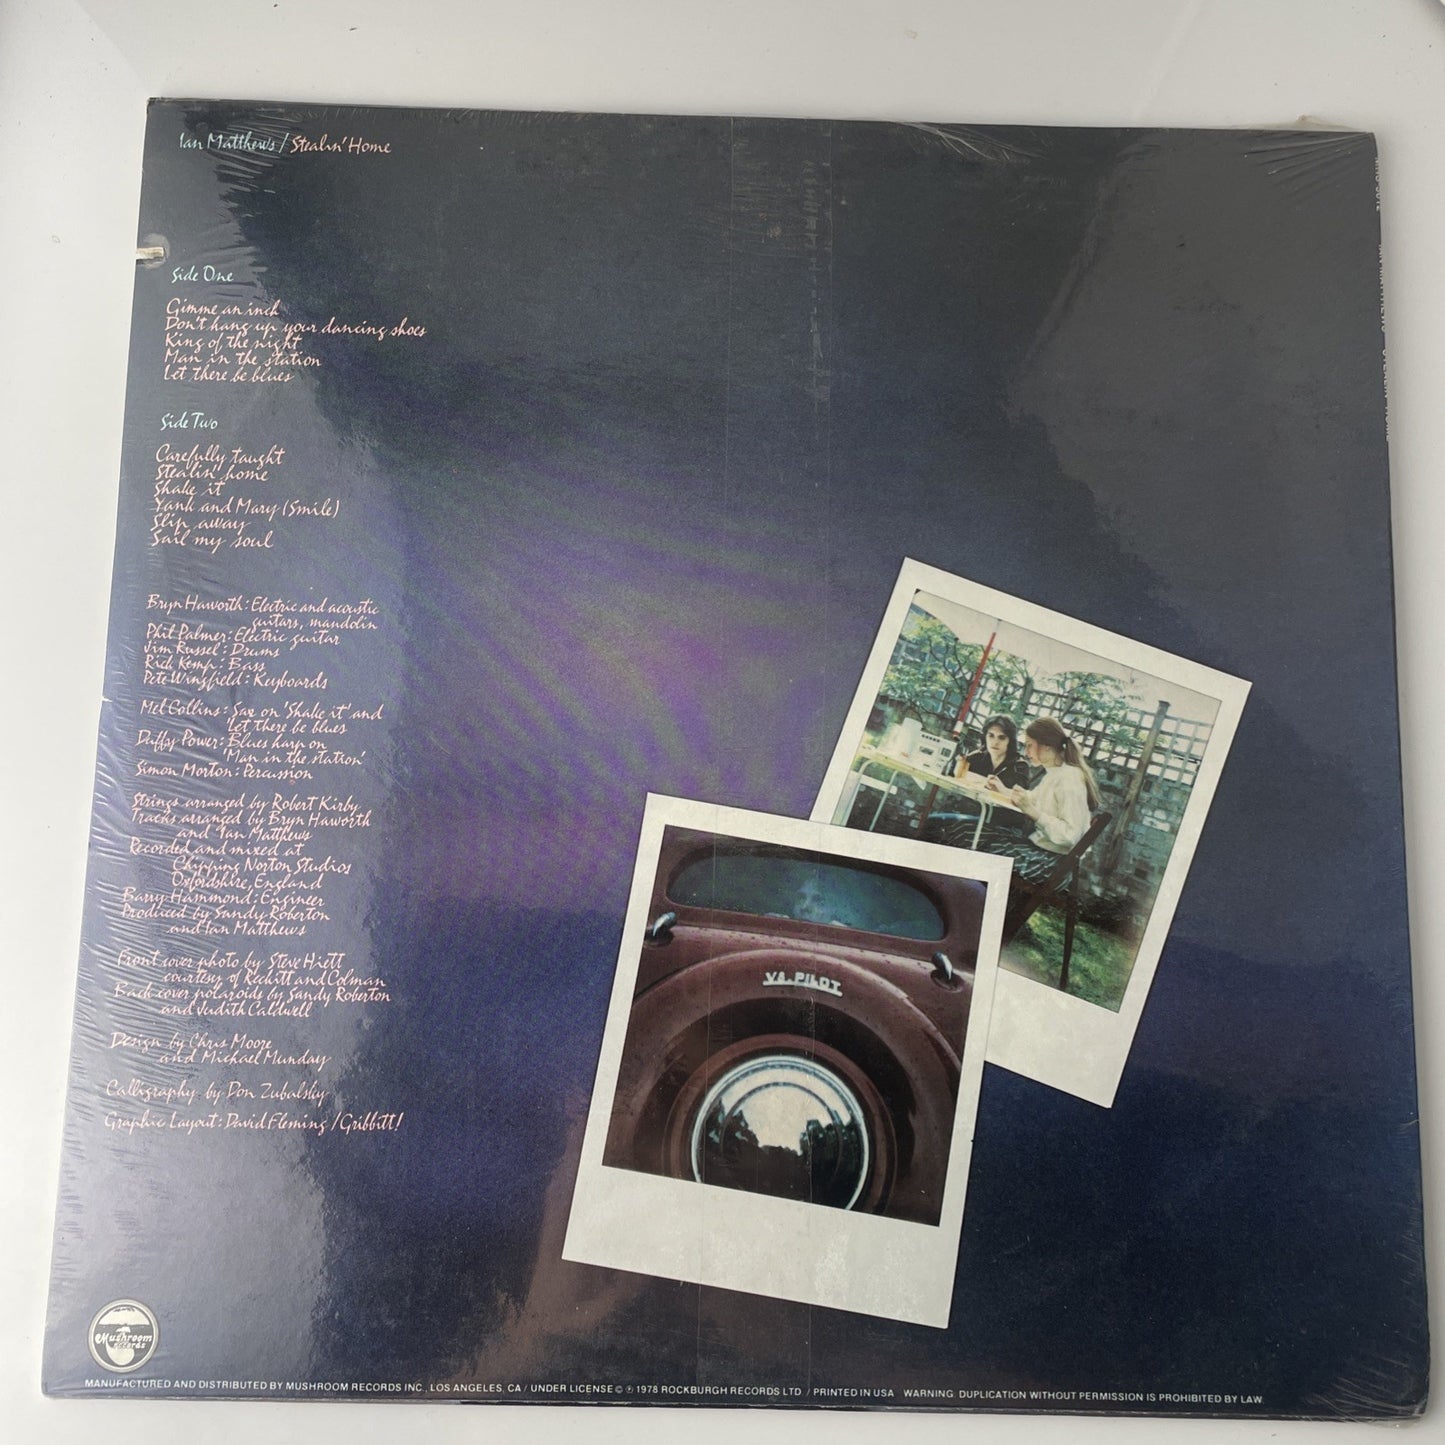 Ian Matthews / Stealin' Home
Side One
Gimme an inch
Don't hang up your dancing shoes
King of the night
Man in the station
Let there be blues
Side Two
Carefully taught
Stealin' home
Shake it
Yank and Mary (Smile)
Slip away
Sail my soul
Bryn Haworth: Electric and acoustic
guitars, mandolin
Phil Palmer: Electric guitar
Jim Russel: Drums
Rick Kemp: Bass
Pete Wingfield: Keyboards
Mel Collins: Sax on 'Shake it' and
'Let there be blues
Duffy Power: Blues harp on
'Man in the station'
Simon Morton: Percussion
Strings arranged by Robert Kirby
Tracks arranged by Bryn Haworth
and Ian Matthews
Recorded and mixed at
Chipping Norton Studios
Oxfordshire, England
Barry Hammond: Engineer
Produced by Sandy Roberton
and Ian Matthews
Front cover photo by Steve Hiett
courtesy of Reckitt and Colman
Back cover polaroids by Sandy Roberton
and Judith Caldwell
Design by Chris Moore
and Michael Munday
Calligraphy by Don Zubalsky
Graphic Layout: David Fleming / Gribbitt!
V8. PILOT
Mushroom
records
MANUFACTURED AND DISTRIBUTED BY MUSHROOM RECORDS INC., LOS ANGELES, CA / UNDER LICENSE © ℗ 1978 ROCKBURGH RECORDS LTD / PRINTED IN USA WARNING: DUPLICATION WITHOUT PERMISSION IS PROHIBITED BY LAW.